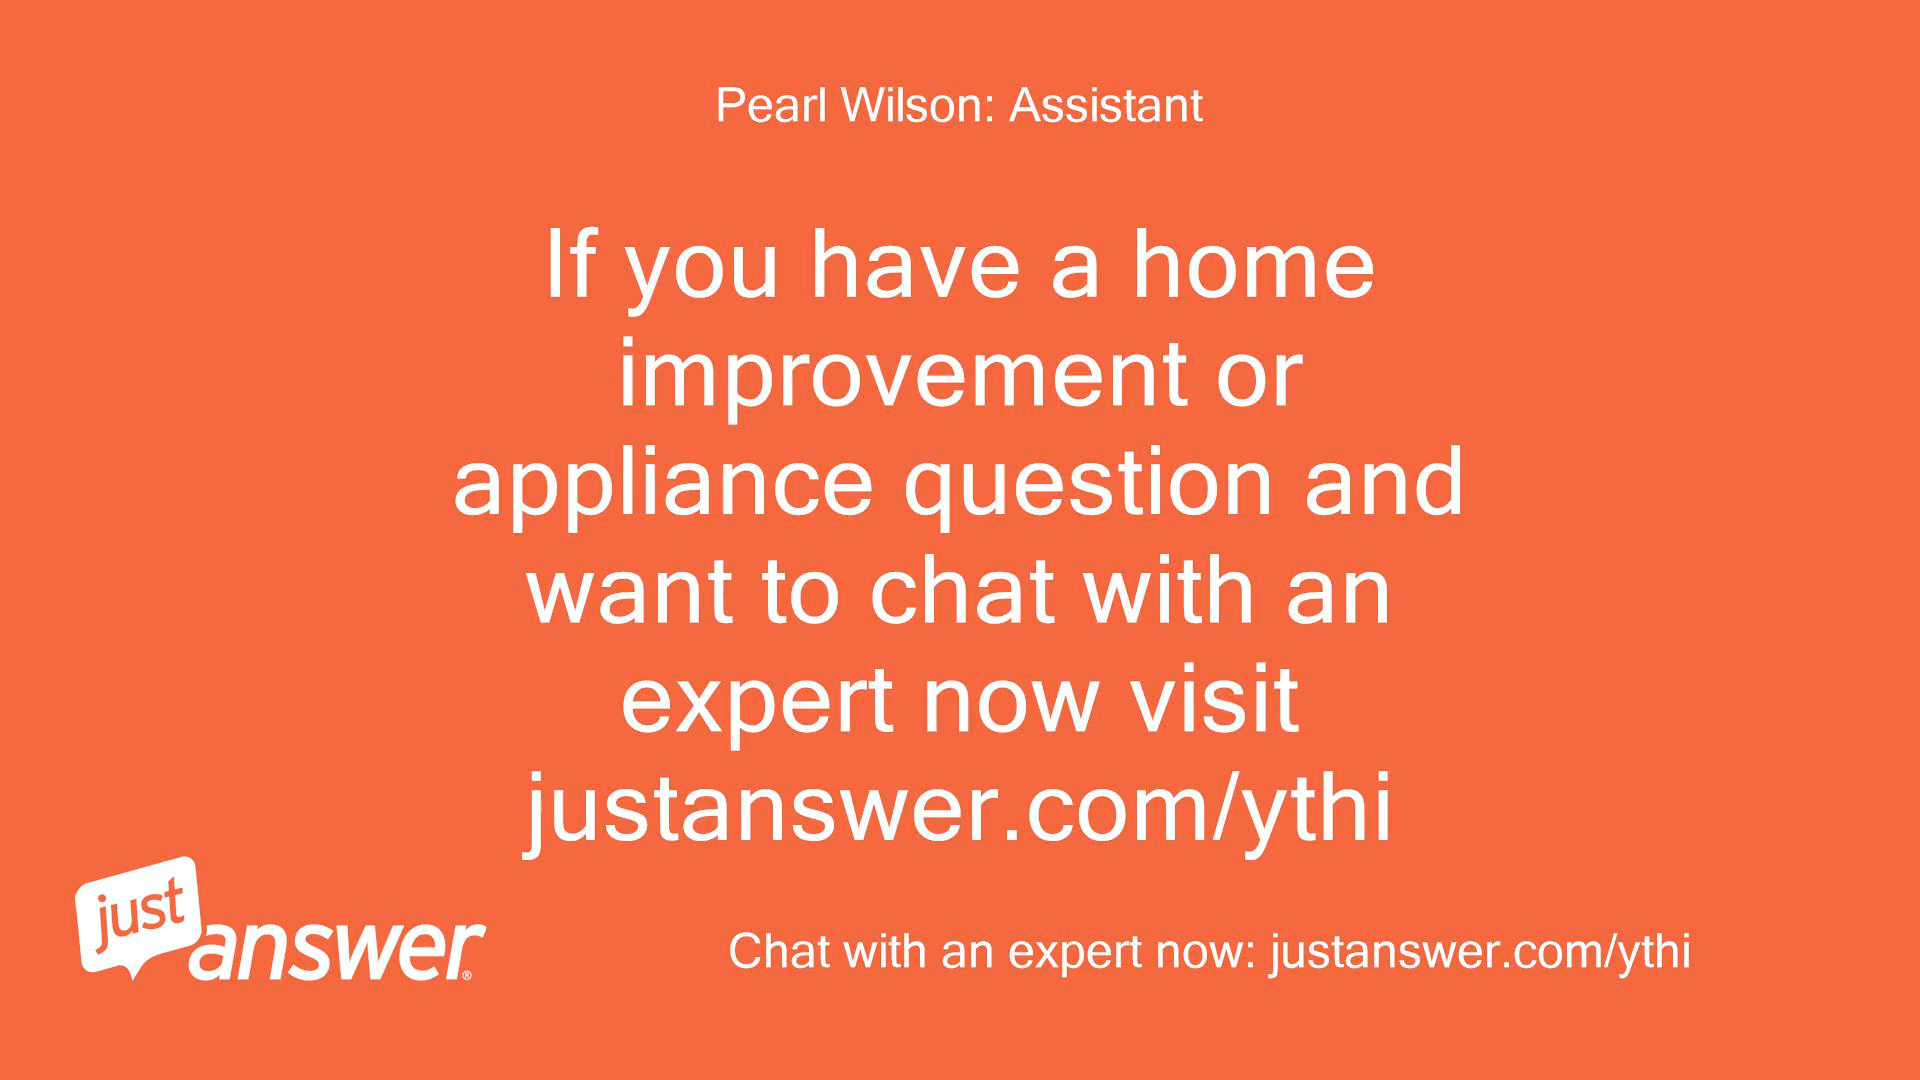 Pearl Wilson: Assistant
If you have a home
improvement or
appliance question and
want to chat with an
expert now visit
justanswer.com/ythi
just
answer®
Chat with an expert now: justanswer.com/ythi